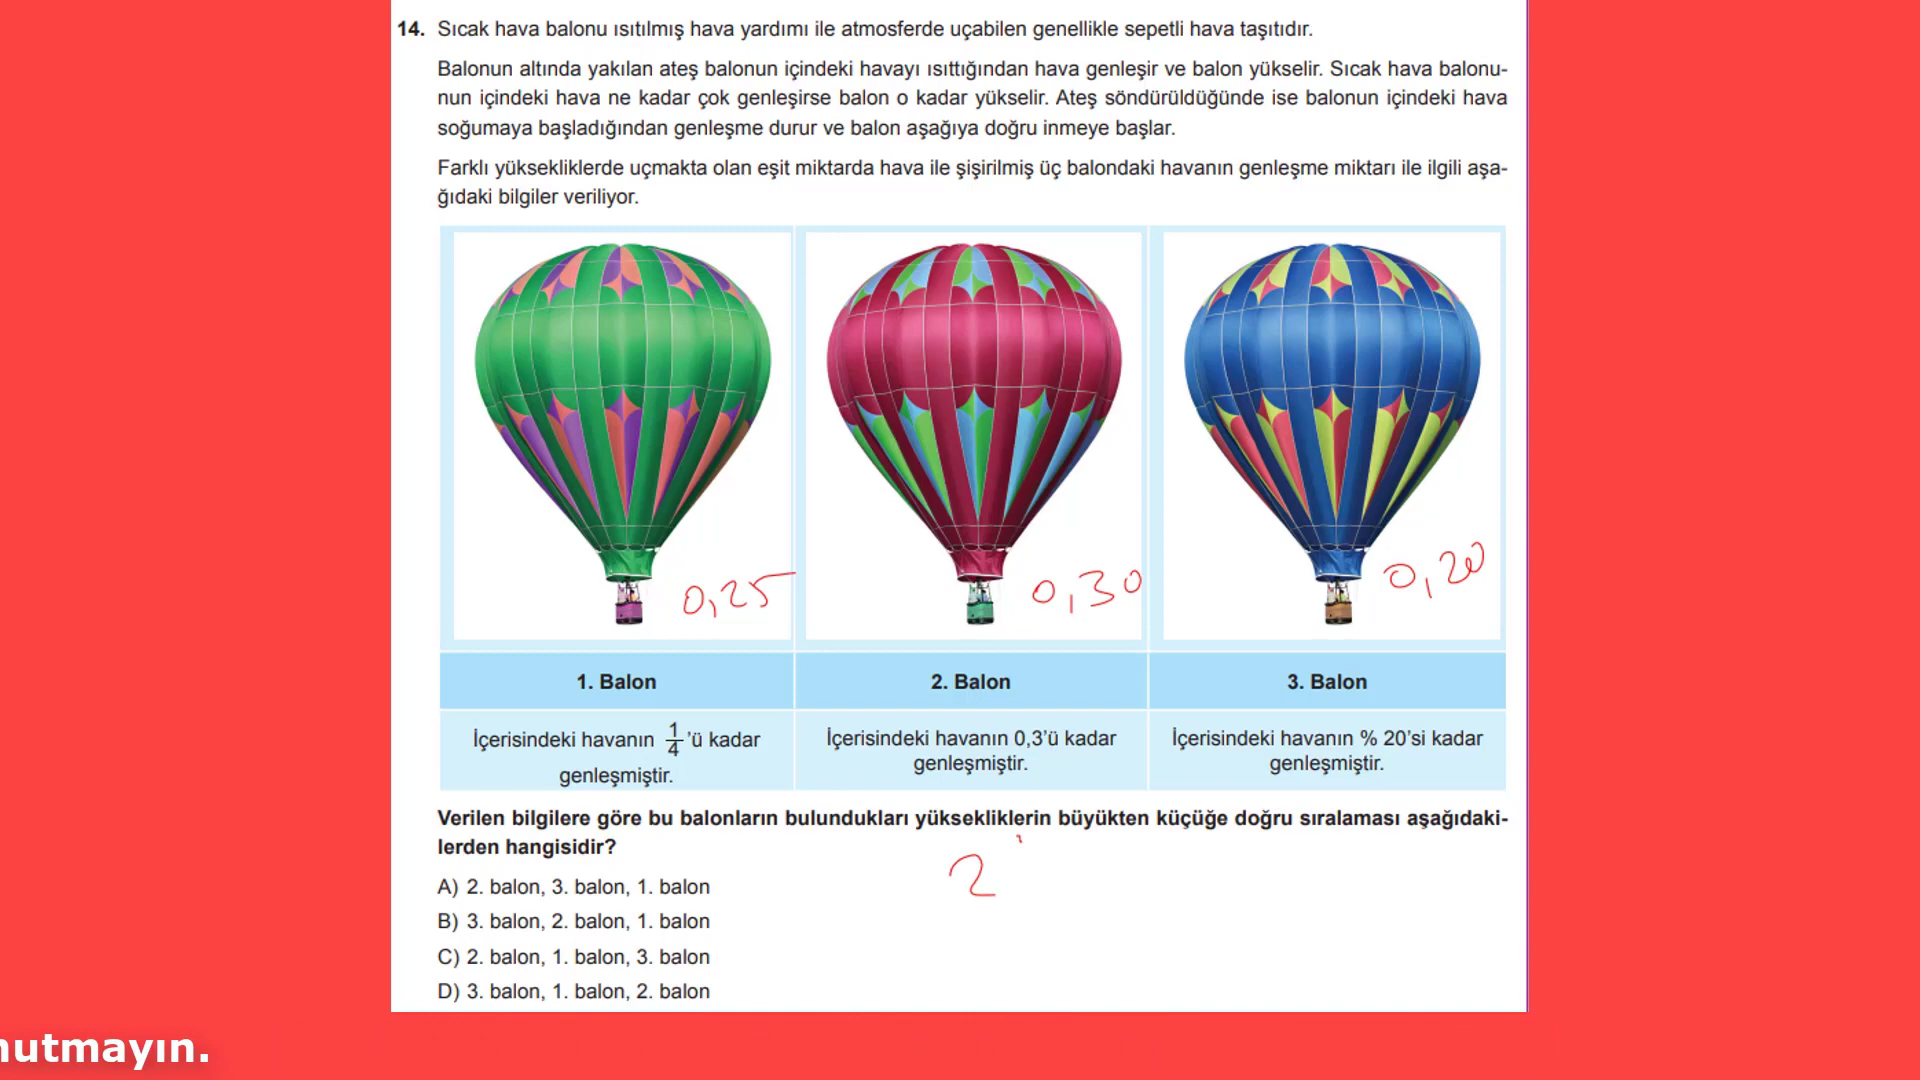 14. Sıcak hava balonu ısıtılmış hava yardımı ile atmosferde uçabilen genellikle sepetli hava taşıtıdır.
Balonun altında yakılan ateş balonun içindeki havayı ısıttığından hava genleşir ve balon yükselir. Sıcak hava balonu-
nun içindeki hava ne kadar çok genleşirse balon o kadar yükselir. Ateş söndürüldüğünde ise balonun içindeki hava
soğumaya başladığından genleşme durur ve balon aşağıya doğru inmeye başlar.
Farklı yüksekliklerde uçmakta olan eşit miktarda hava ile şişirilmiş üç balondaki havanın genleşme miktarı ile ilgili aşa-
ğıdaki bilgiler veriliyor.
0,25
0,30
0,20
1. Balon
2. Balon
3. Balon
İçerisindeki havanın 1/4'ü kadar
genleşmiştir.
İçerisindeki havanın 0,3'ü kadar
genleşmiştir.
İçerisindeki havanın % 20'si kadar
genleşmiştir.
Verilen bilgilere göre bu balonların bulundukları yüksekliklerin büyükten küçüğe doğru sıralaması aşağıdaki-
lerden hangisidir?
2
A) 2. balon, 3. balon, 1. balon
B) 3. balon, 2. balon, 1. balon
C) 2. balon, 1. balon, 3. balon
D) 3. balon, 1. balon, 2. balon
nutmayın.